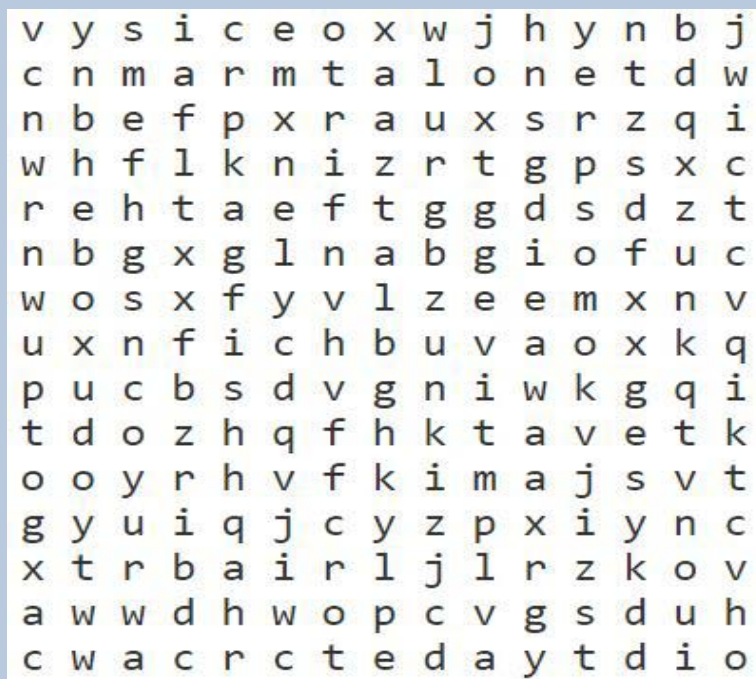 v y s i c e o x w j h y n b j
c n m a r m t a l o n e t d w
n b e f p x r a u x s r z q i
w h f l k n i z r t g p s x c
r e h t a e f t g g d s d z t
n b g x g l n a b g i o f u c
w o s x f y v l z e e m x n v
u x n f i c h b u v a o x k q
p u c b s d v g n i w k g q i
t d o z h q f h k t a v e t k
o o y r h v f k i m a j s v t
g y u i q j c y z p x i y n c
x t r b a i r l j l r z k o v
a w w d h w o p c v g s d u h
c w a c r c t e d a y t d i o